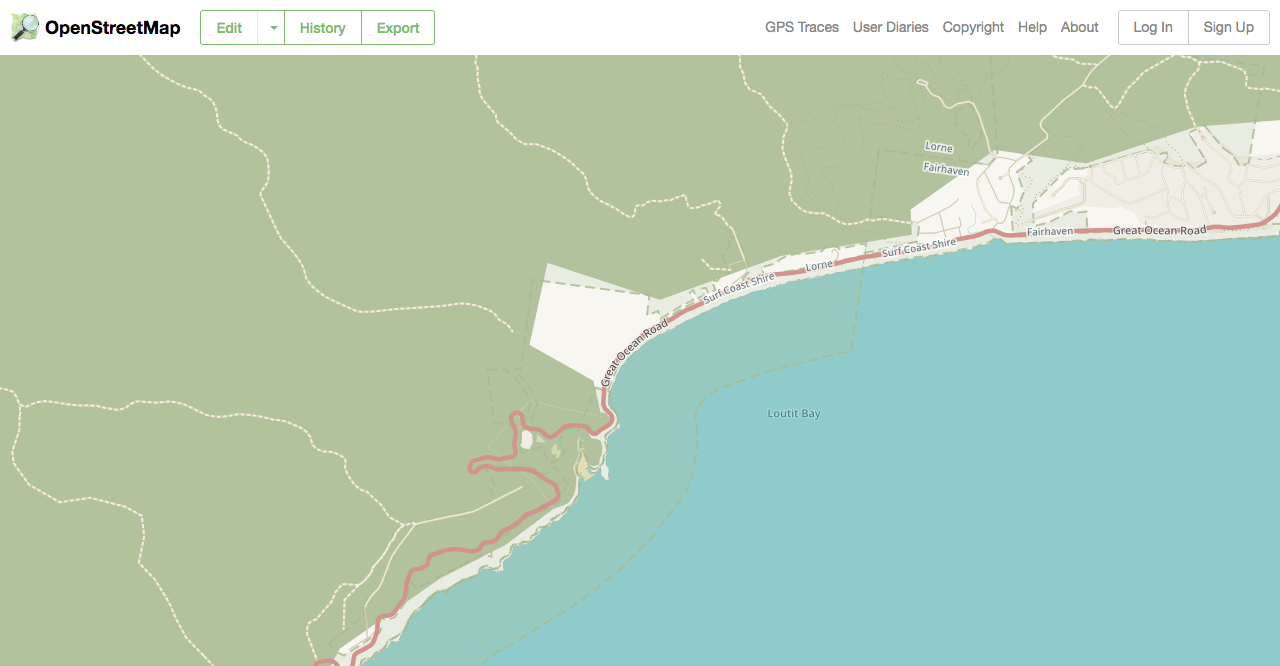 OpenStreetMap
Edit
History
Export
GPS Traces
User Diaries
Copyright
Help
About
Log In
Sign Up
Lorne
Fairhaven
Fairhaven
Great Ocean Road
Surf Coast Shire
Lorne
Surf Coast Shire
Great Ocean Road
Loutit Bay